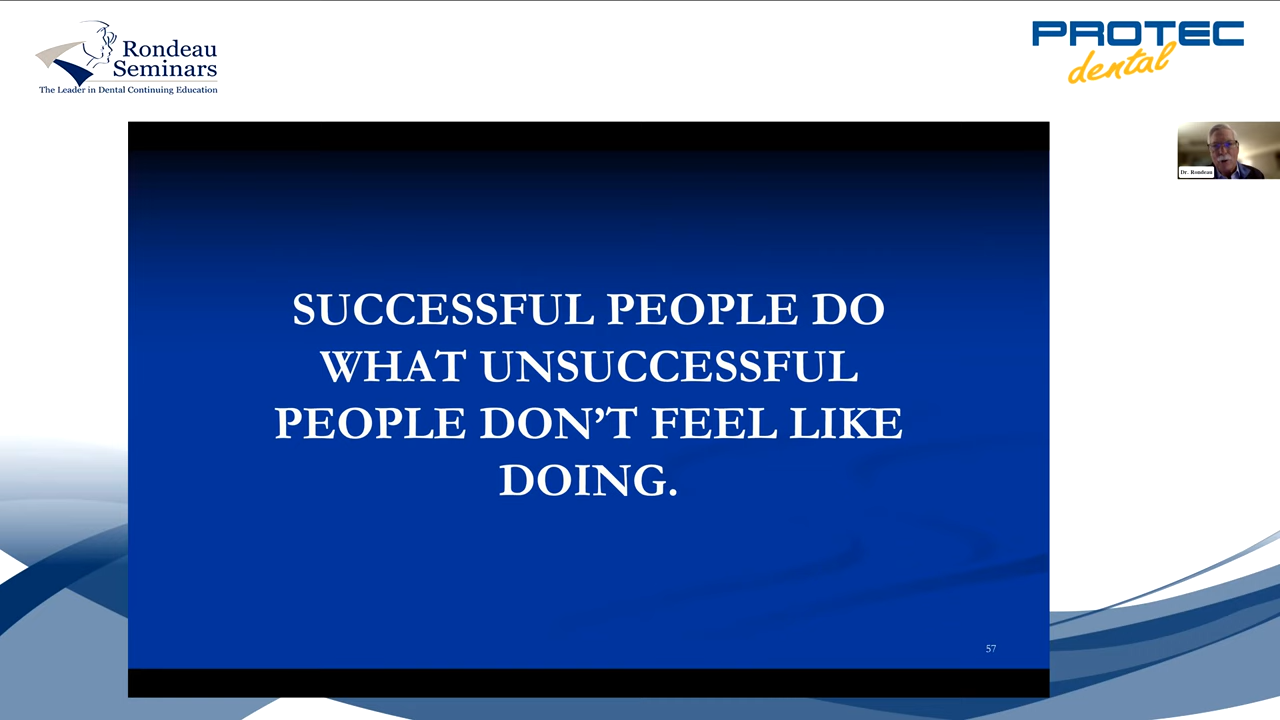 Rondeau
Seminars
The Leader in Dental Continuing Education
PROTEC
dental
Dr. Rondeau
SUCCESSFUL PEOPLE DO
WHAT UNSUCCESSFUL
PEOPLE DON’T FEEL LIKE
DOING.
57